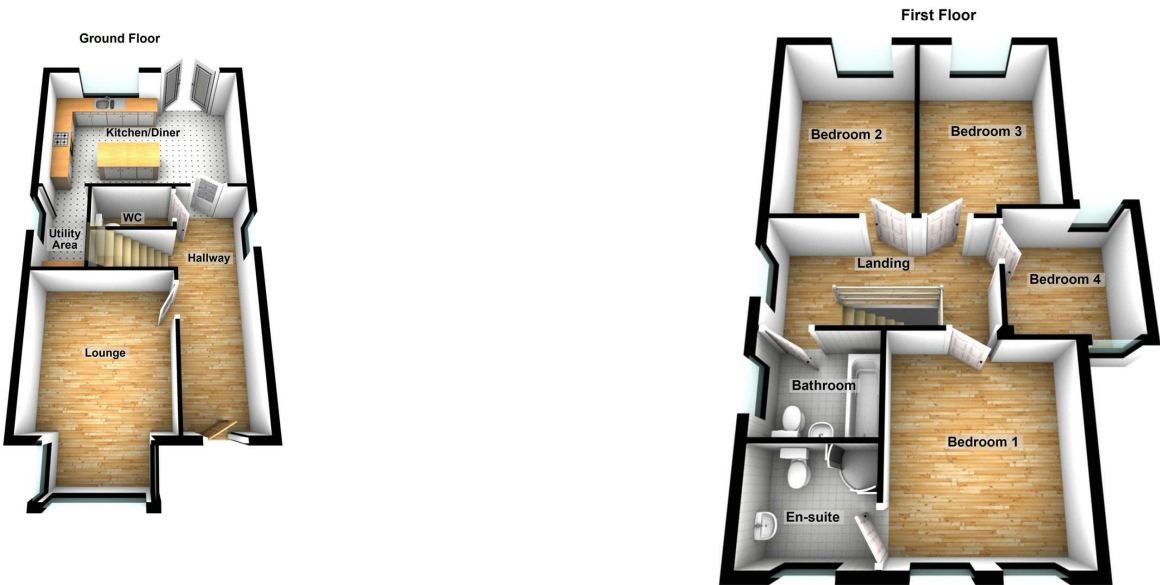 Ground Floor
Kitchen/Diner
WC
Utility
Area
Hallway
Lounge
First Floor
Bedroom 2
Bedroom 3
Landing
Bedroom 4
Bathroom
Bedroom 1
En-suite